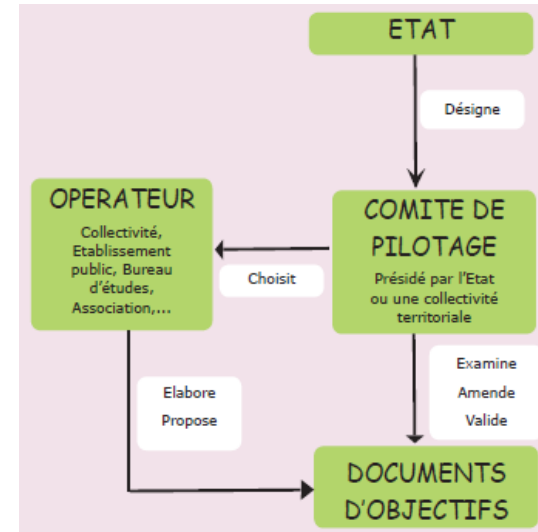 ETAT
Désigne
OPERATEUR
Collectivité,
Etablissement
public, Bureau
d'études,
Association,...
Choisit
COMITE DE
PILOTAGE
Présidé par l'Etat
ou une collectivité
territoriale
Elabore
Propose
Examine
Amende
Valide
DOCUMENTS
D'OBJECTIFS